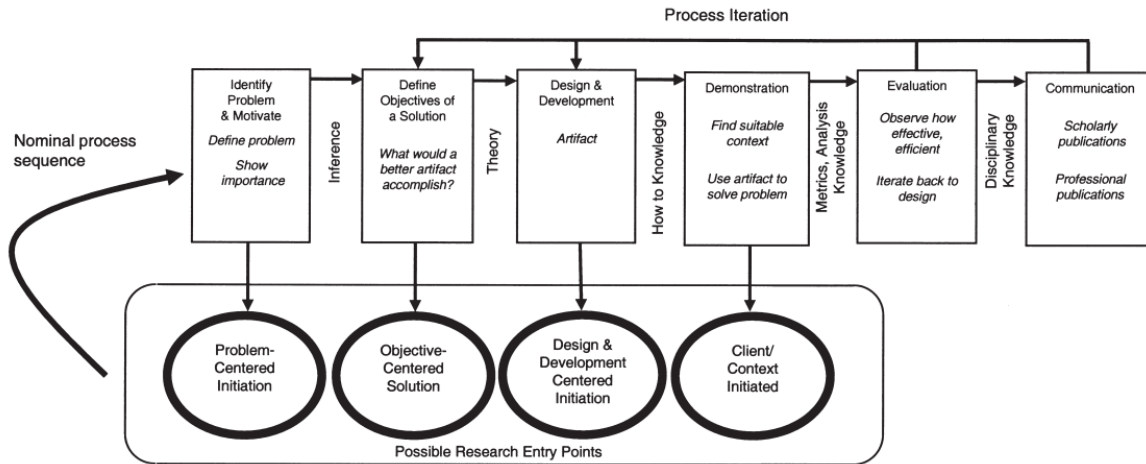 Process Iteration
Nominal process
sequence
Identify
Problem
& Motivate
Define problem
Show
importance
Inference
Define
Objectives of
a Solution
What would a
better artifact
accomplish?
Theory
Design &
Development
Artifact
How to Knowledge
Demonstration
Find suitable
context
Use artifact to
solve problem
Metrics, Analysis
Knowledge
Evaluation
Observe how
effective,
efficient
Iterate back to
design
Disciplinary
Knowledge
Communication
Scholarly
publications
Professional
publications
Problem-
Centered
Initiation
Objective-
Centered
Solution
Design &
Development
Centered
Initiation
Client/
Context
Initiated
Possible Research Entry Points